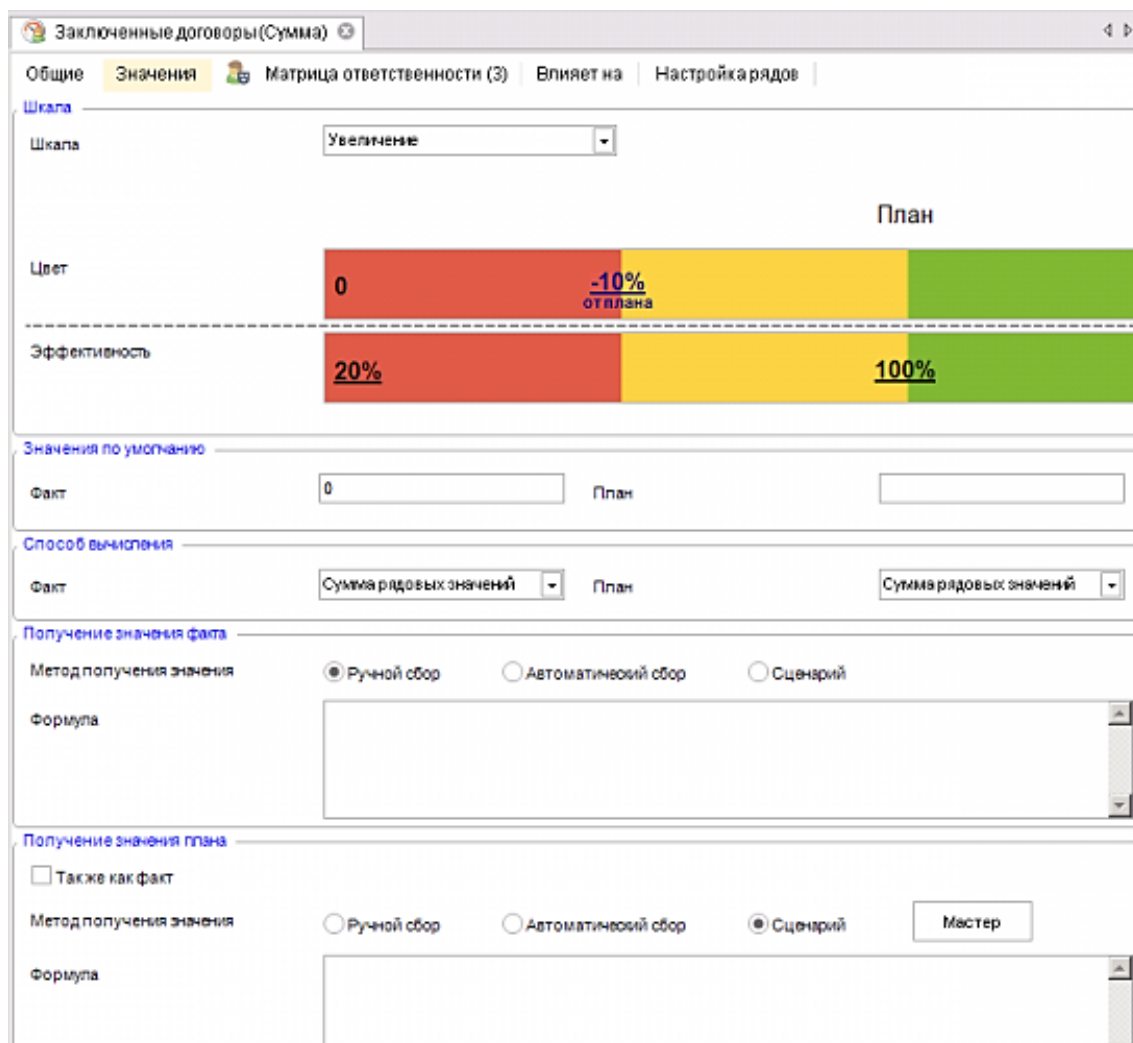 Заключенные договоры(Сумма)
Общие Значения Матрица ответственности (3) Влияет на Настройка рядов
Шкала
Шкала Увеличение
План
Цвет 0 -10%
от плана
Эффективность 20% 100%
Значения по умолчанию
Факт 0 План
Способ вычисления
Факт Сумма рядовых значений План Сумма рядовых значений
Получение значения факта
Метод получения значения Ручной сбор Автоматический сбор Сценарий
Формула
Получение значения плана
Также как факт
Метод получения значения Ручной сбор Автоматический сбор Сценарий Мастер
Формула